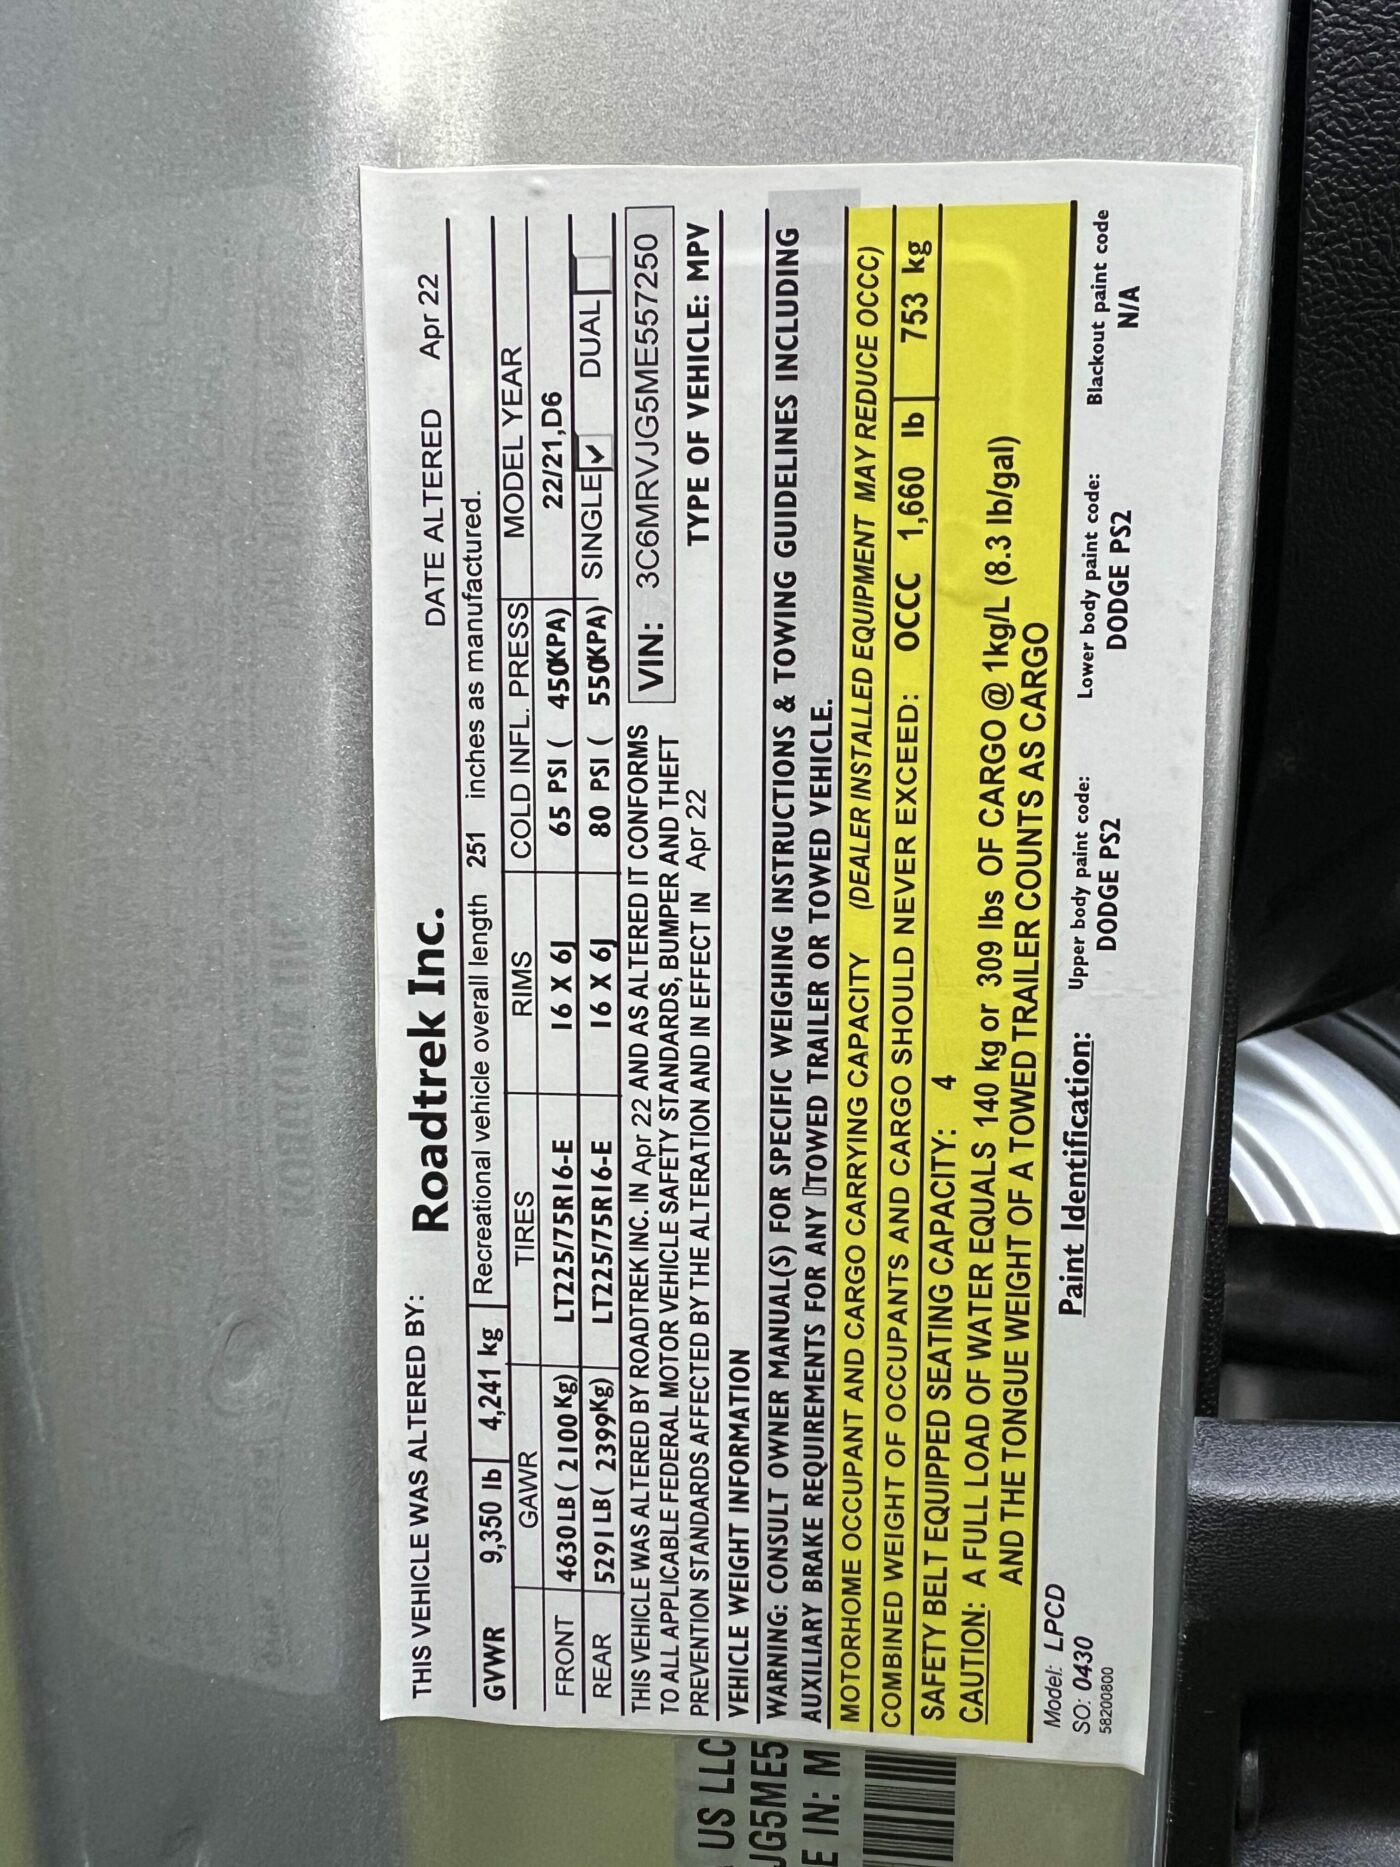 THIS VEHICLE WAS ALTERED BY: Roadtrek Inc. DATE ALTERED Apr 22
GVWR 9,350 lb 4,241 kg Recreational vehicle overall length 251 inches as manufactured.
GAWR TIRES RIMS COLD INFL. PRESS MODEL YEAR
FRONT 4630LB( 2100Kg) LT225/75R16-E 16 X 6J 65 PSI ( 450KPA) 22/21,D6
REAR 5291LB( 2399Kg) LT225/75R16-E 16 X 6J 80 PSI ( 550KPA) SINGLE ✓ DUAL
THIS VEHICLE WAS ALTERED BY ROADTREK INC. IN Apr 22 AND AS ALTERED IT CONFORMS
TO ALL APPLICABLE FEDERAL MOTOR VEHICLE SAFETY STANDARDS, BUMPER AND THEFT
PREVENTION STANDARDS AFFECTED BY THE ALTERATION AND IN EFFECT IN Apr 22
VIN: 3C6MRVJG5ME557250
TYPE OF VEHICLE: MPV
VEHICLE WEIGHT INFORMATION
WARNING: CONSULT OWNER MANUAL(S) FOR SPECIFIC WEIGHING INSTRUCTIONS & TOWING GUIDELINES INCLUDING
AUXILIARY BRAKE REQUIREMENTS FOR ANY ▯TOWED TRAILER OR TOWED VEHICLE.
MOTORHOME OCCUPANT AND CARGO CARRYING CAPACITY (DEALER INSTALLED EQUIPMENT MAY REDUCE OCCC)
COMBINED WEIGHT OF OCCUPANTS AND CARGO SHOULD NEVER EXCEED: OCCC 1,660 lb 753 kg
SAFETY BELT EQUIPPED SEATING CAPACITY: 4
CAUTION: A FULL LOAD OF WATER EQUALS 140 kg or 309 lbs OF CARGO @ 1kg/L (8.3 lb/gal)
AND THE TONGUE WEIGHT OF A TOWED TRAILER COUNTS AS CARGO
Model: LPCD
SO: 0430
58200800
Paint Identification:
Upper body paint code:
DODGE PS2
Lower body paint code:
DODGE PS2
Blackout paint code
N/A
US LLC
JG5ME5
E IN: M